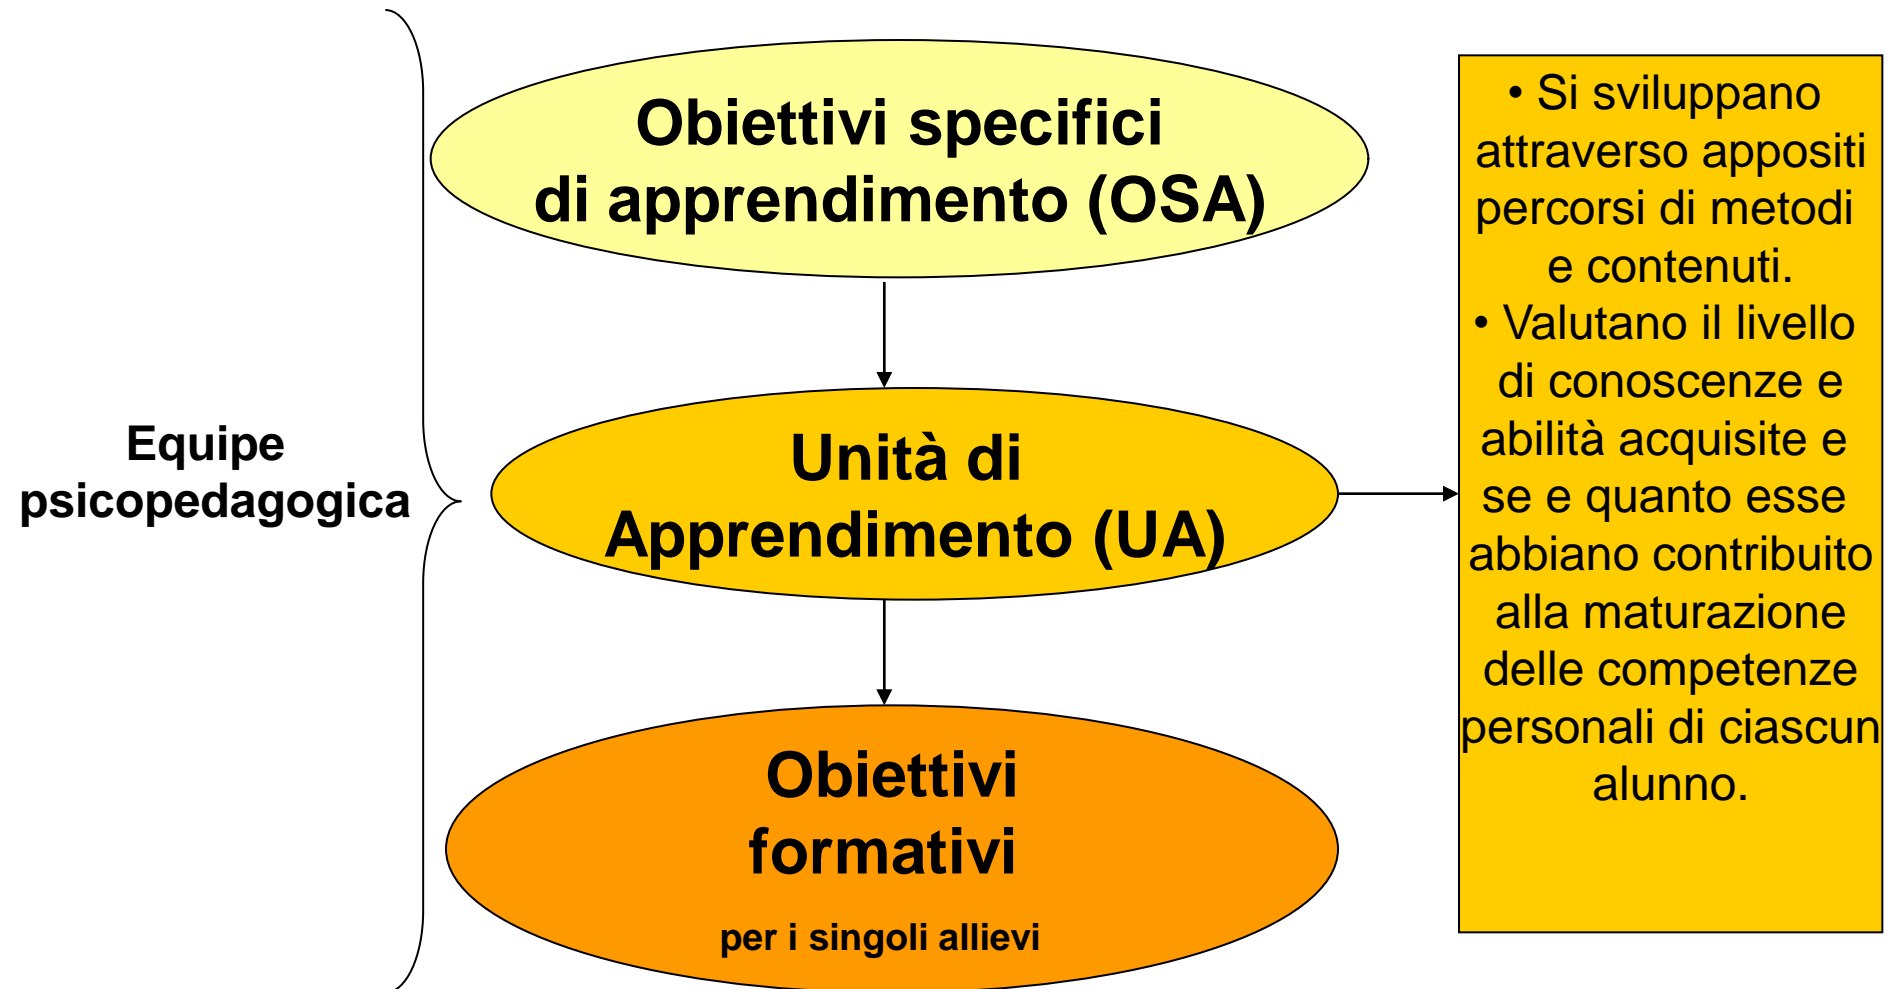 Equipe
psicopedagogica
Obiettivi specifici
di apprendimento (OSA)
Unità di
Apprendimento (UA)
Obiettivi
formativi
per i singoli allievi
• Si sviluppano
attraverso appositi
percorsi di metodi
e contenuti.
• Valutano il livello
di conoscenze e
abilità acquisite e
se e quanto esse
abbiano contribuito
alla maturazione
delle competenze
personali di ciascun
alunno.